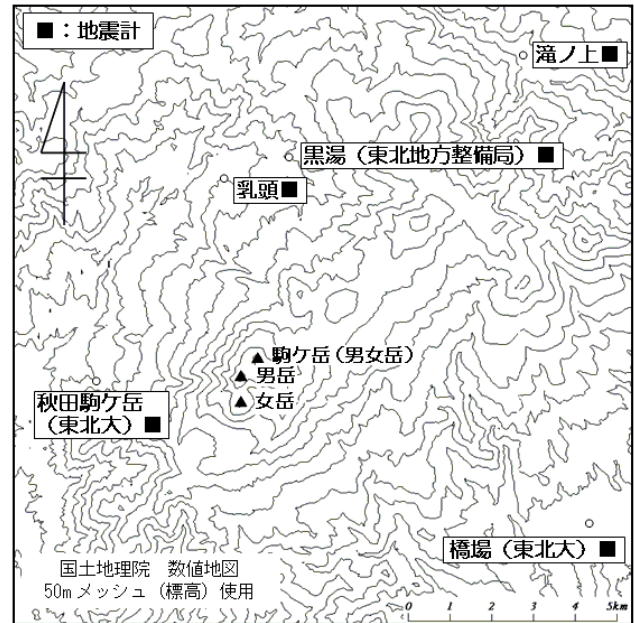 ■：地震計
滝ノ上■
黒湯（東北地方整備局）■
乳頭■
駒ケ岳（男女岳）
男岳
女岳
秋田駒ケ岳
（東北大）■
橋場（東北大）■
国土地理院　数値地図
50mメッシュ（標高）使用
0 1 2 3 4 5km